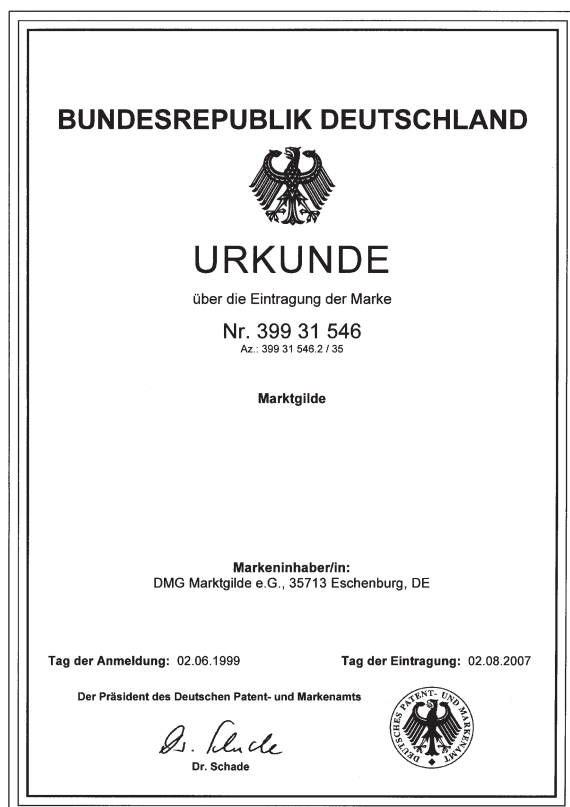 BUNDESREPUBLIK DEUTSCHLAND
URKUNDE
über die Eintragung der Marke
Nr. 399 31 546
Az.: 399 31 546.2 / 35
Marktgilde
Markeninhaber/in:
DMG Marktgilde e.G., 35713 Eschenburg, DE
Tag der Anmeldung: 02.06.1999 Tag der Eintragung: 02.08.2007
Der Präsident des Deutschen Patent- und Markenamts
Dr. Schade
Dr. Schade
DEUTSCHES PATENT- UND MARKENAMT